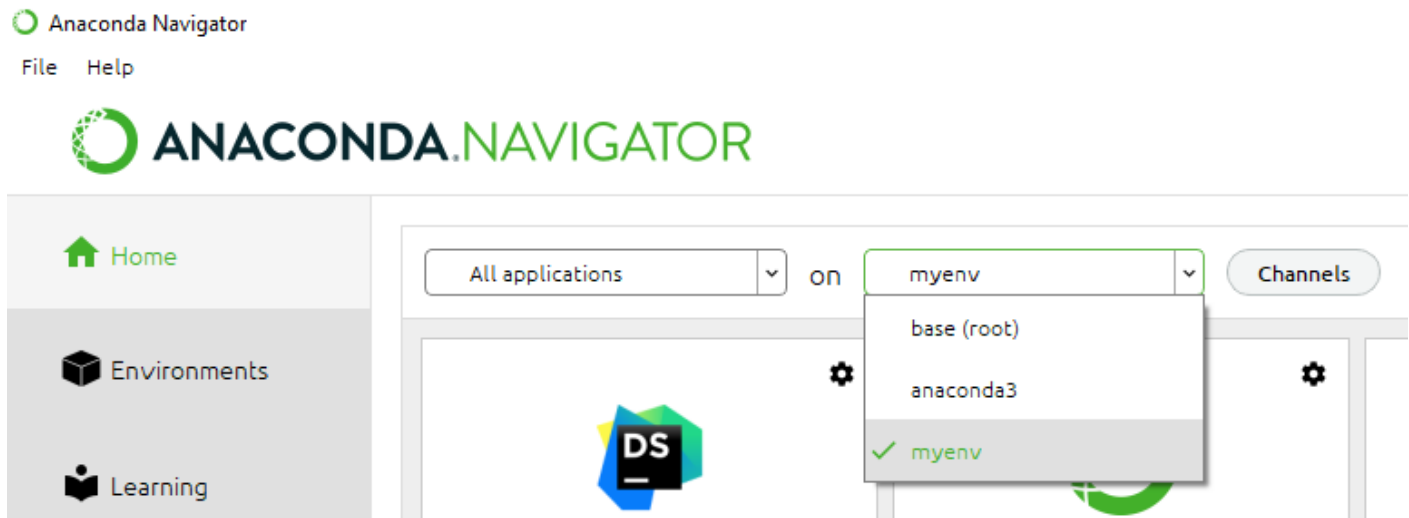 Anaconda Navigator
File Help
ANACONDA.NAVIGATOR
Home
All applications on myenv Channels
base (root)
Environments
anaconda3
DS
myenv
Learning